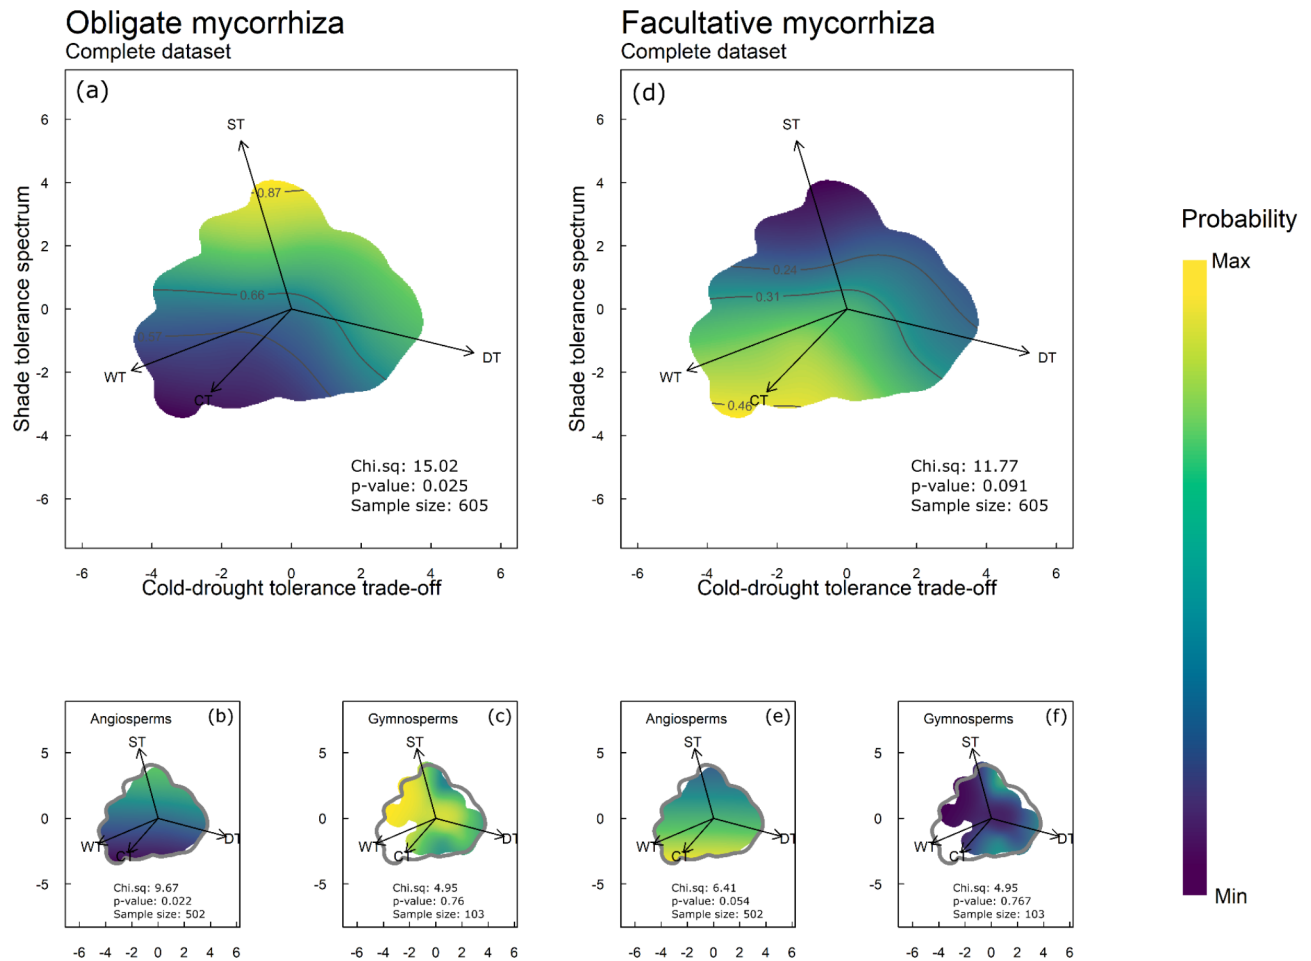 Obligate mycorrhiza
Complete dataset
(a)
ST
0.87
0.66
WT
CT
DT
Chi.sq: 15.02
p-value: 0.025
Sample size: 605
Shade tolerance spectrum
6
4
2
0
-2
-4
-6
-6
-4
-2
0
2
4
6
Cold-drought tolerance trade-off
Facultative mycorrhiza
Complete dataset
(d)
ST
0.24
0.31
0.46
WT
CT
DT
Chi.sq: 11.77
p-value: 0.091
Sample size: 605
Shade tolerance spectrum
6
4
2
0
-2
-4
-6
-6
-4
-2
0
2
4
6
Cold-drought tolerance trade-off
Probability
Max
Min
Angiosperms
(b)
ST
WT
CT
DT
Chi.sq: 9.67
p-value: 0.022
Sample size: 502
5
0
-5
-6
-4
-2
0
2
4
6
Gymnosperms
(c)
ST
WT
CT
DT
Chi.sq: 4.95
p-value: 0.76
Sample size: 103
5
0
-5
-6
-4
-2
0
2
4
6
Angiosperms
(e)
ST
WT
CT
DT
Chi.sq: 6.41
p-value: 0.054
Sample size: 502
5
0
-5
-6
-4
-2
0
2
4
6
Gymnosperms
(f)
ST
WT
CT
DT
Chi.sq: 4.95
p-value: 0.767
Sample size: 103
5
0
-5
-6
-4
-2
0
2
4
6